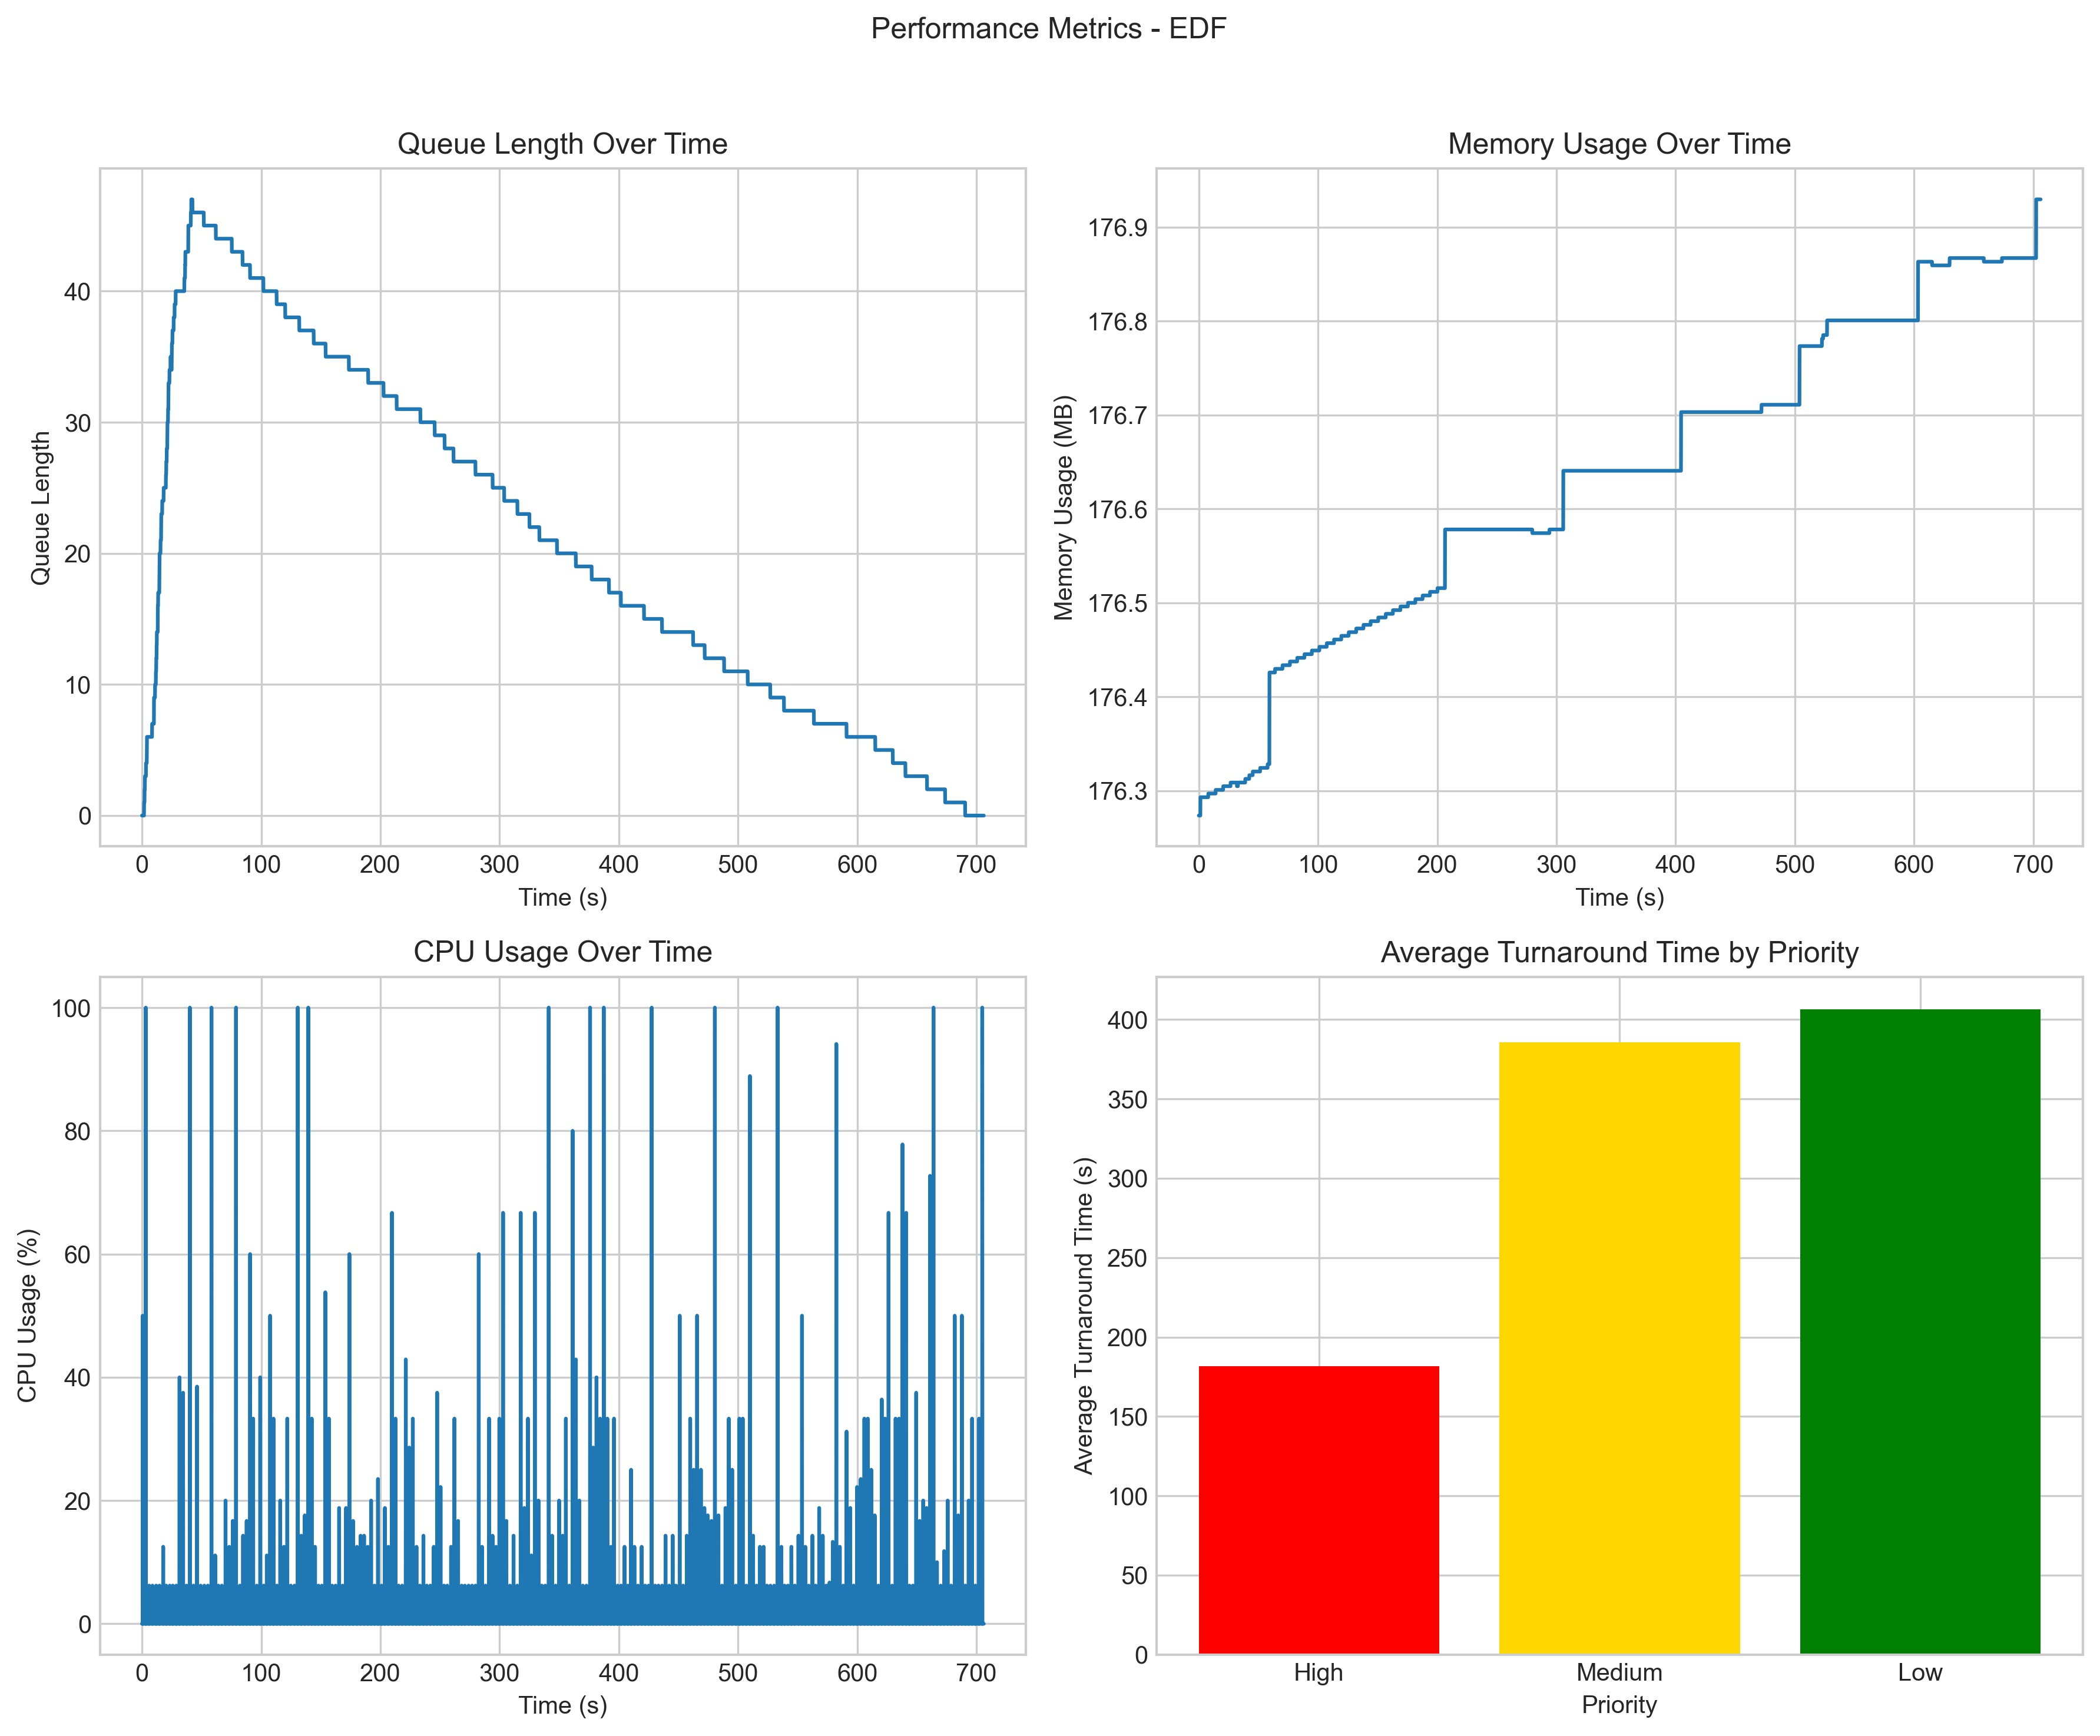 Performance Metrics - EDF
Queue Length Over Time
Queue Length
40
30
20
10
0
0 100 200 300 400 500 600 700
Time (s)
Memory Usage Over Time
Memory Usage (MB)
176.9
176.8
176.7
176.6
176.5
176.4
176.3
0 100 200 300 400 500 600 700
Time (s)
CPU Usage Over Time
CPU Usage (%)
100
80
60
40
20
0
0 100 200 300 400 500 600 700
Time (s)
Average Turnaround Time by Priority
Average Turnaround Time (s)
400
350
300
250
200
150
100
50
0
High Medium Low
Priority